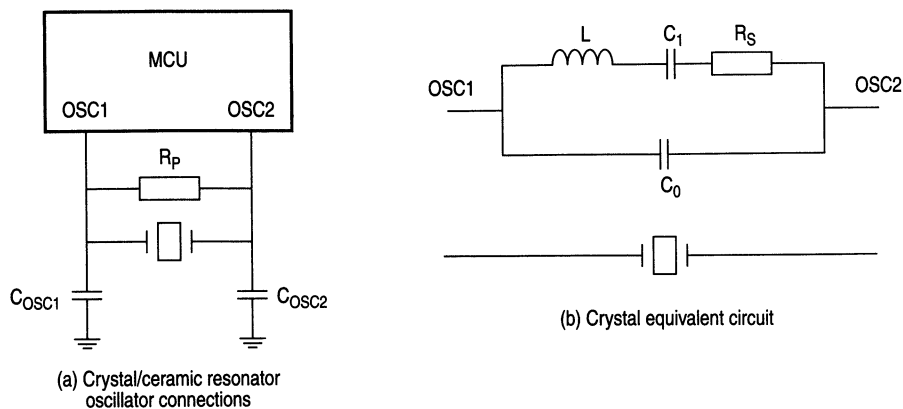 MCU
OSC1
OSC2
R_P
C_OSC1
C_OSC2
(a) Crystal/ceramic resonator
oscillator connections
L
C_1
R_S
OSC1
OSC2
C_0
(b) Crystal equivalent circuit